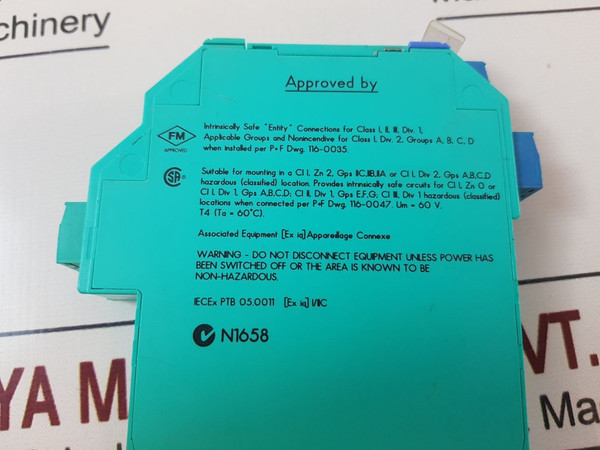 chinery
Approved by
FM
APPROVED
Intrinsically Safe "Entity" Connections for Class I, II, III, Div. 1,
Applicable Groups and Nonincendive for Class I, Div. 2, Groups A, B, C, D
when installed per P+F Dwg. 116-0035.
SA
Suitable for mounting in a Cl I, Zn 2, Gps IIC,IIB,IIA or Cl I, Div 2, Gps A,B,C,D
hazardous (classified) location. Provides intrinsically safe circuits for Cl I, Zn 0 or
Cl I, Div 1, Gps A,B,C,D; Cl II, Div 1, Gps E,F,G; Cl III, Div 1 hazardous (classified)
locations when connected per P+F Dwg. 116-0047. Um = 60 V.
T4 (Ta = 60°C).
Associated Equipment [Ex ia] Appareillage Connexe
WARNING - DO NOT DISCONNECT EQUIPMENT UNLESS POWER HAS
BEEN SWITCHED OFF OR THE AREA IS KNOWN TO BE
NON-HAZARDOUS.
IECEx PTB 05.0011 [Ex ia] I/IIC
N1658
YA M
VT.
Ma